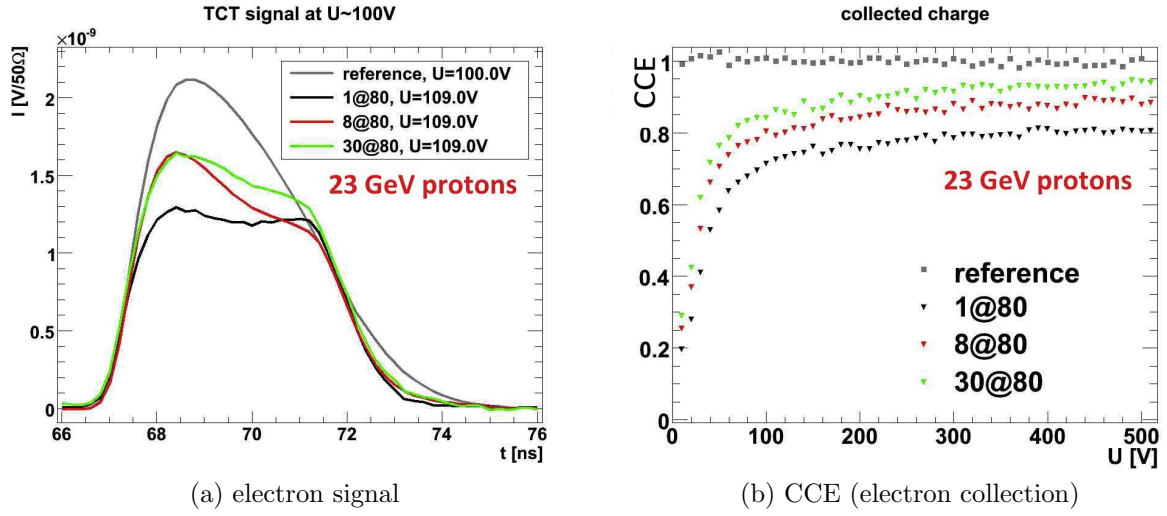 TCT signal at U~100V
×10⁻⁹
I [V/50Ω]
2
1.5
1
0.5
0
reference, U=100.0V
1@80, U=109.0V
8@80, U=109.0V
30@80, U=109.0V
23 GeV protons
66 68 70 72 74 76
t [ns]
(a) electron signal
collected charge
CCE
1
0.8
0.6
0.4
0.2
0
23 GeV protons
reference
1@80
8@80
30@80
0 100 200 300 400 500
U [V]
(b) CCE (electron collection)